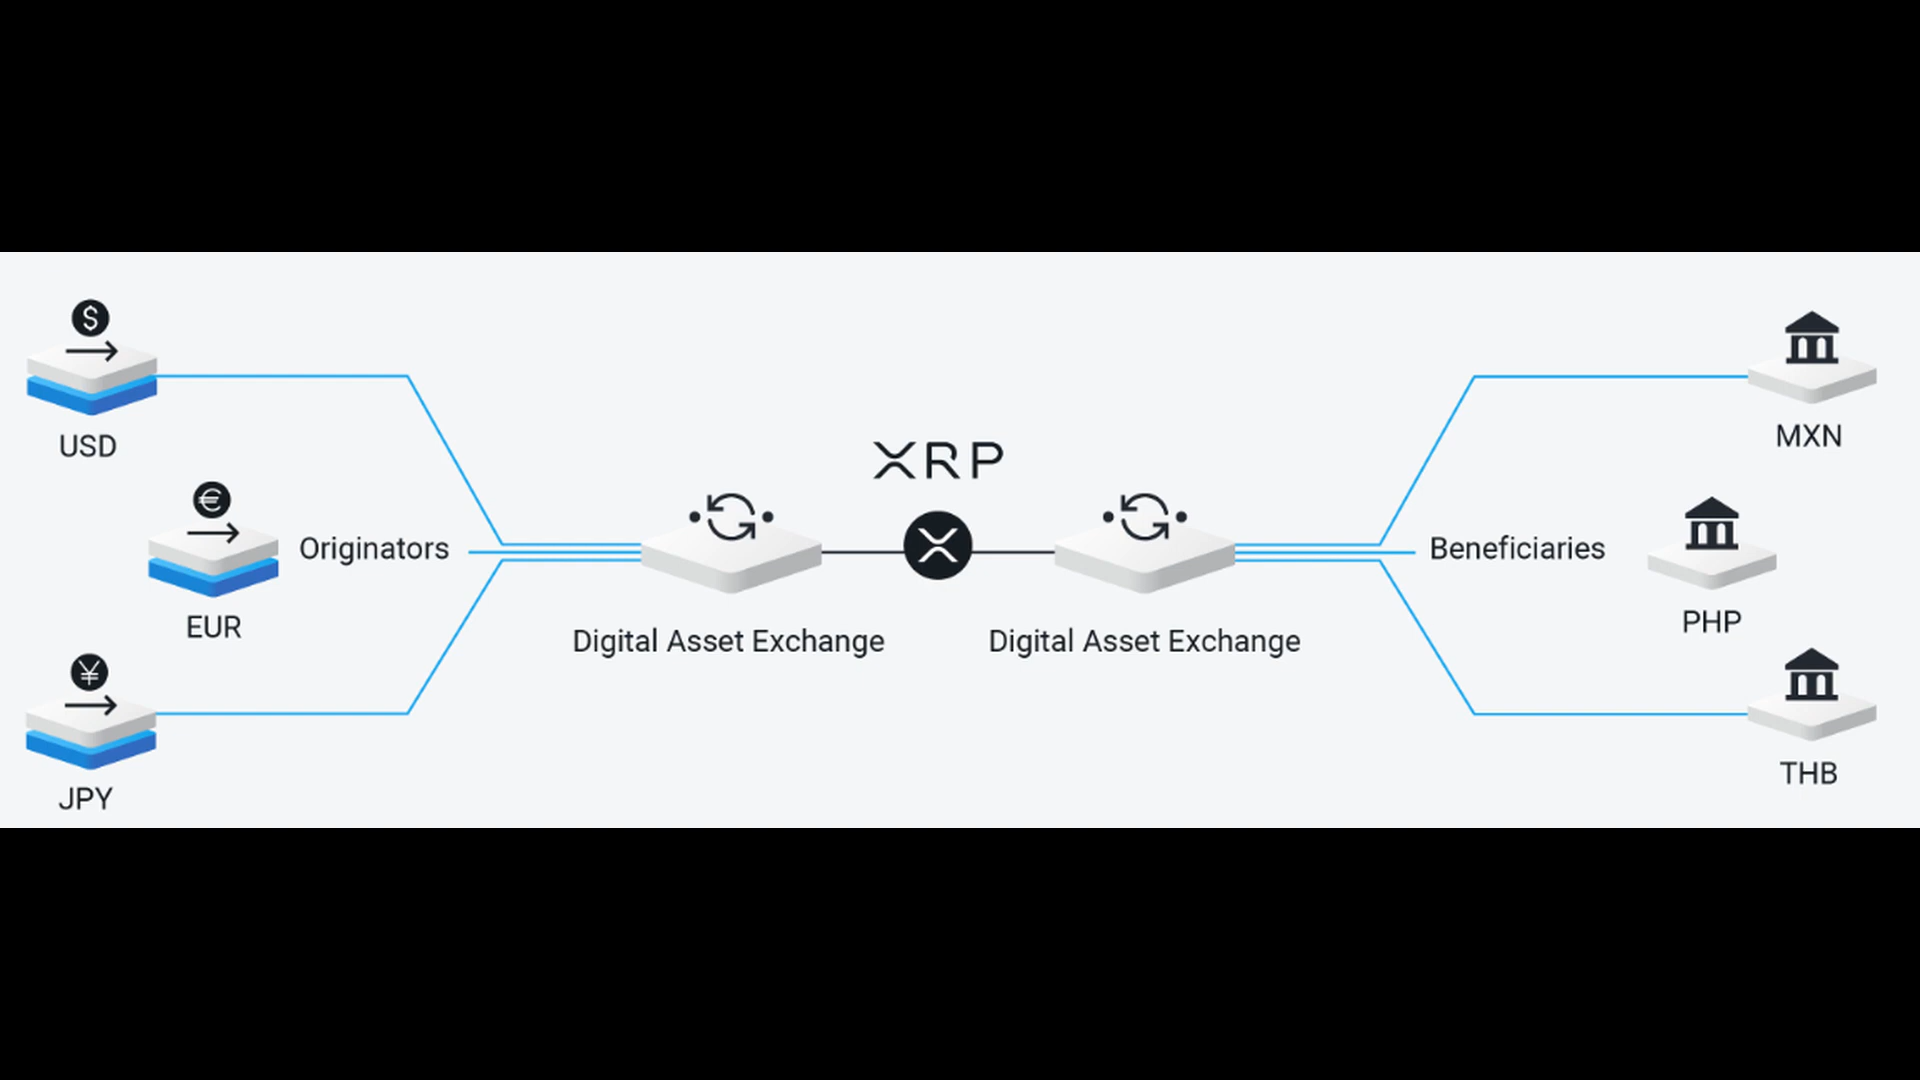 $
USD
€
Originators
EUR
¥
JPY
XRP
Digital Asset Exchange
Digital Asset Exchange
MXN
Beneficiaries
PHP
THB